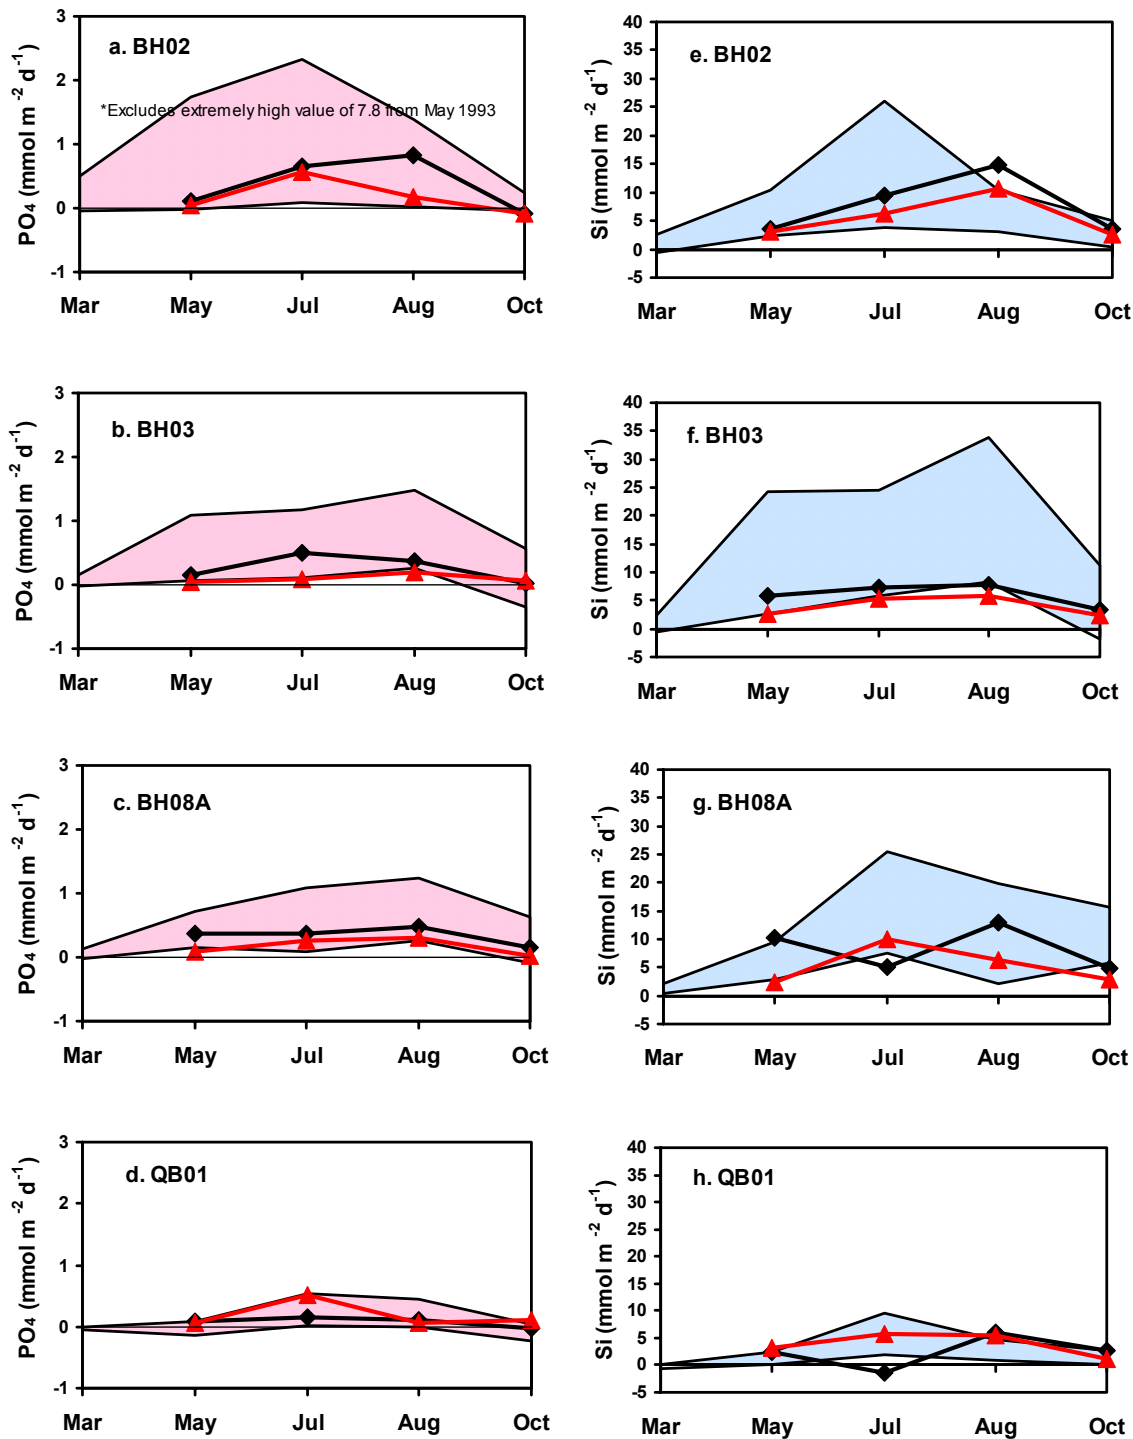 a. BH02
*Excludes extremely high value of 7.8 from May 1993
PO₄ (mmol m ⁻² d⁻¹)
3
2
1
0
-1
Mar May Jul Aug Oct
e. BH02
Si (mmol m ⁻² d⁻¹)
40
35
30
25
20
15
10
5
0
-5
Mar May Jul Aug Oct
b. BH03
PO₄ (mmol m ⁻² d⁻¹)
3
2
1
0
-1
Mar May Jul Aug Oct
f. BH03
Si (mmol m ⁻² d⁻¹)
40
35
30
25
20
15
10
5
0
-5
Mar May Jul Aug Oct
c. BH08A
PO₄ (mmol m ⁻² d⁻¹)
3
2
1
0
-1
Mar May Jul Aug Oct
g. BH08A
Si (mmol m ⁻² d⁻¹)
40
35
30
25
20
15
10
5
0
-5
Mar May Jul Aug Oct
d. QB01
PO₄ (mmol m ⁻² d⁻¹)
3
2
1
0
-1
Mar May Jul Aug Oct
h. QB01
Si (mmol m ⁻² d⁻¹)
40
35
30
25
20
15
10
5
0
-5
Mar May Jul Aug Oct